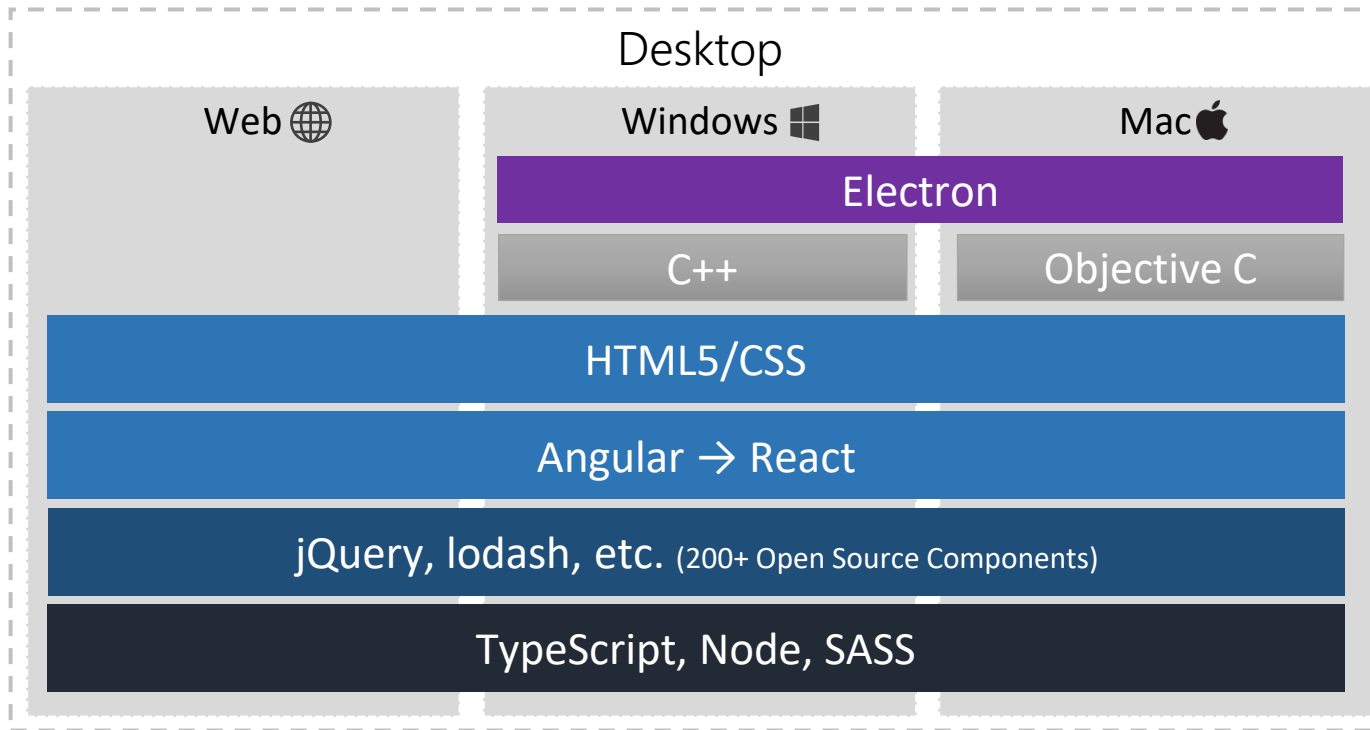 Desktop
Web
Windows
Mac
Electron
C++
Objective C
HTML5/CSS
Angular → React
jQuery, lodash, etc. (200+ Open Source Components)
TypeScript, Node, SASS